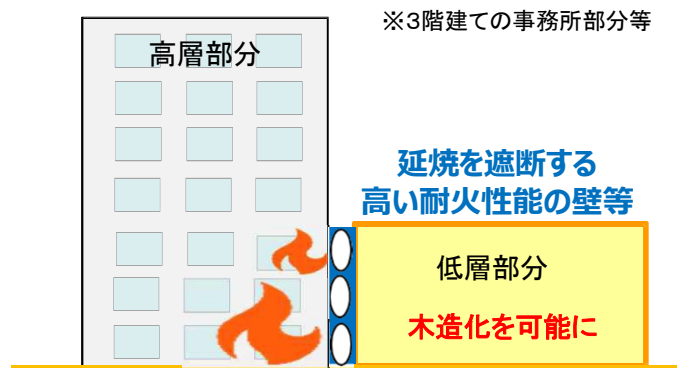 ※3階建ての事務所部分等
高層部分
延焼を遮断する
高い耐火性能の壁等
低層部分
木造化を可能に